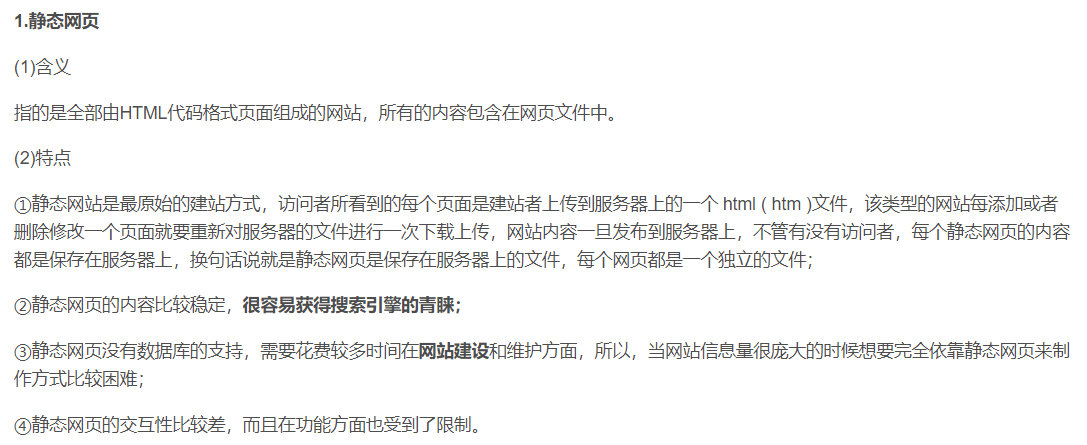 1.静态网页
(1)含义
指的是全部由HTML代码格式页面组成的网站，所有的内容包含在网页文件中。
(2)特点
①静态网站是最原始的建站方式，访问者所看到的每个页面是建站者上传到服务器上的一个 html ( htm )文件，该类型的网站每添加或者
删除修改一个页面就要重新对服务器的文件进行一次下载上传，网站内容一旦发布到服务器上，不管有没有访问者，每个静态网页的内容
都是保存在服务器上，换句话说就是静态网页是保存在服务器上的文件，每个网页都是一个独立的文件；
②静态网页的内容比较稳定，很容易获得搜索引擎的青睐；
③静态网页没有数据库的支持，需要花费较多时间在网站建设和维护方面，所以，当网站信息量很庞大的时候想要完全依靠静态网页来制
作方式比较困难；
④静态网页的交互性比较差，而且在功能方面也受到了限制。